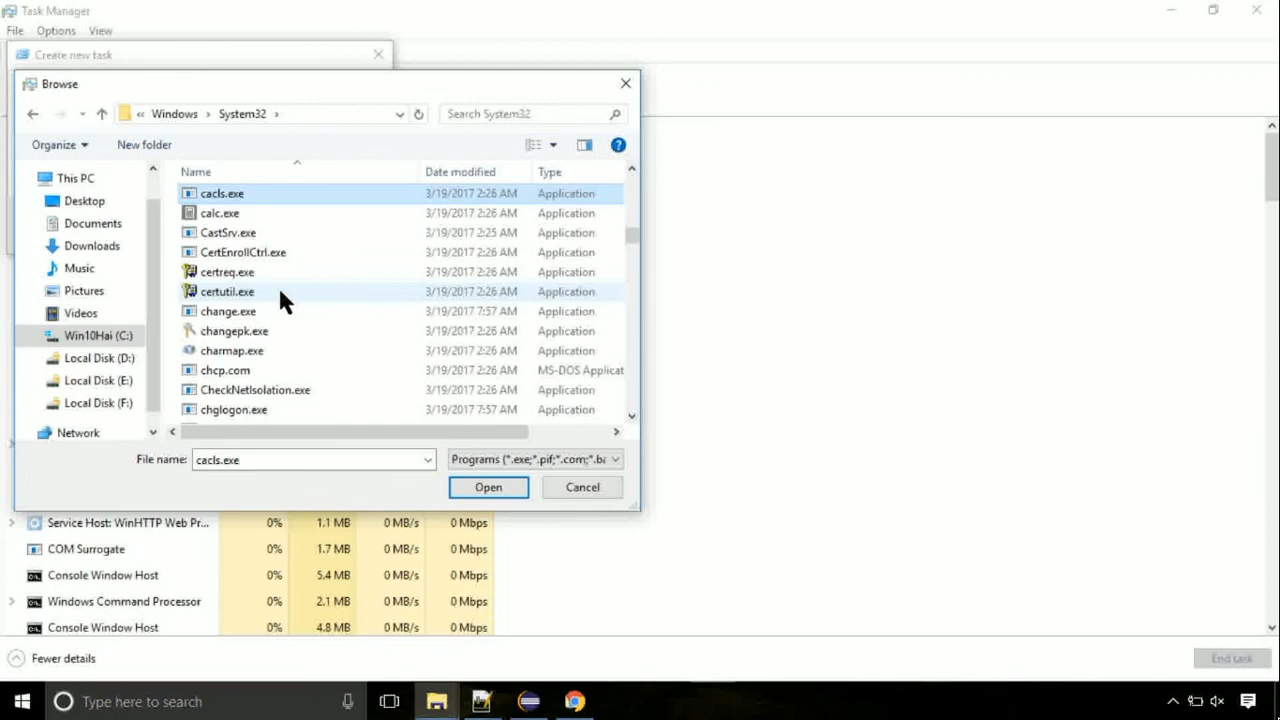 Task Manager
File Options View
Create new task
Browse
« Windows › System32 ›
Search System32
Organize New folder
Name Date modified Type
This PC
Desktop
Documents
Downloads
Music
Pictures
Videos
Win10Hai (C:)
Local Disk (D:)
Local Disk (E:)
Local Disk (F:)
Network
cacls.exe 3/19/2017 2:26 AM Application
calc.exe 3/19/2017 2:26 AM Application
CastSrv.exe 3/19/2017 2:25 AM Application
CertEnrollCtrl.exe 3/19/2017 2:26 AM Application
certreq.exe 3/19/2017 2:26 AM Application
certutil.exe 3/19/2017 2:26 AM Application
change.exe 3/19/2017 7:57 AM Application
changepk.exe 3/19/2017 2:26 AM Application
charmap.exe 3/19/2017 2:26 AM Application
chcp.com 3/19/2017 2:26 AM MS-DOS Applicat
CheckNetIsolation.exe 3/19/2017 2:26 AM Application
chglogon.exe 3/19/2017 7:57 AM Application
File name: cacls.exe Programs (*.exe;*.pif;*.com;*.ba
Open Cancel
Service Host: WinHTTP Web Pr... 0% 1.1 MB 0 MB/s 0 Mbps
COM Surrogate 0% 1.7 MB 0 MB/s 0 Mbps
Console Window Host 0% 5.4 MB 0 MB/s 0 Mbps
Windows Command Processor 0% 2.1 MB 0 MB/s 0 Mbps
Console Window Host 0% 4.8 MB 0 MB/s 0 Mbps
Fewer details
End task
Type here to search